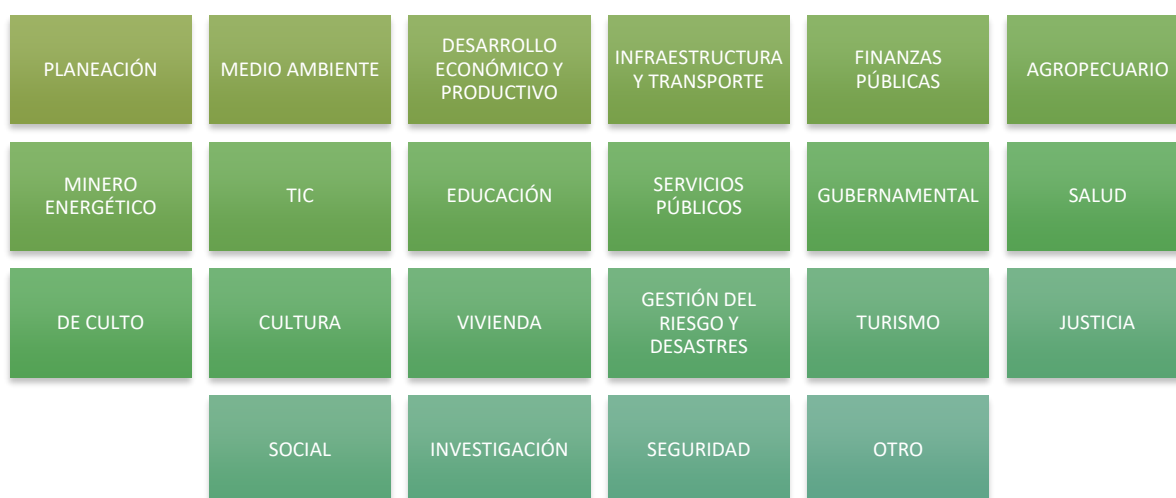 PLANEACIÓN
MEDIO AMBIENTE
DESARROLLO
ECONÓMICO Y
PRODUCTIVO
INFRAESTRUCTURA
Y TRANSPORTE
FINANZAS
PÚBLICAS
AGROPECUARIO
MINERO
ENERGÉTICO
TIC
EDUCACIÓN
SERVICIOS
PÚBLICOS
GUBERNAMENTAL
SALUD
DE CULTO
CULTURA
VIVIENDA
GESTIÓN DEL
RIESGO Y
DESASTRES
TURISMO
JUSTICIA
SOCIAL
INVESTIGACIÓN
SEGURIDAD
OTRO